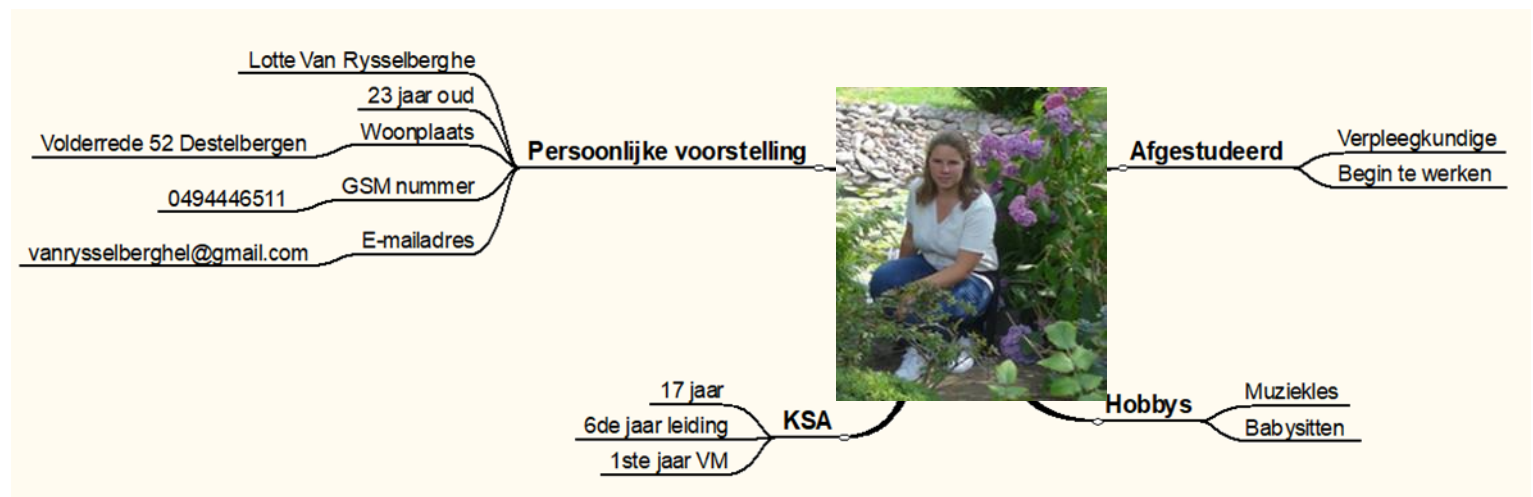 Lotte Van Rysselberghe
23 jaar oud
Woonplaats
Volderrede 52 Destelbergen
GSM nummer
0494446511
E-mailadres
vanrysselberghel@gmail.com
Persoonlijke voorstelling
Afgestudeerd
Verpleegkundige
Begin te werken
KSA
17 jaar
6de jaar leiding
1ste jaar VM
Hobbys
Muziekles
Babysitten